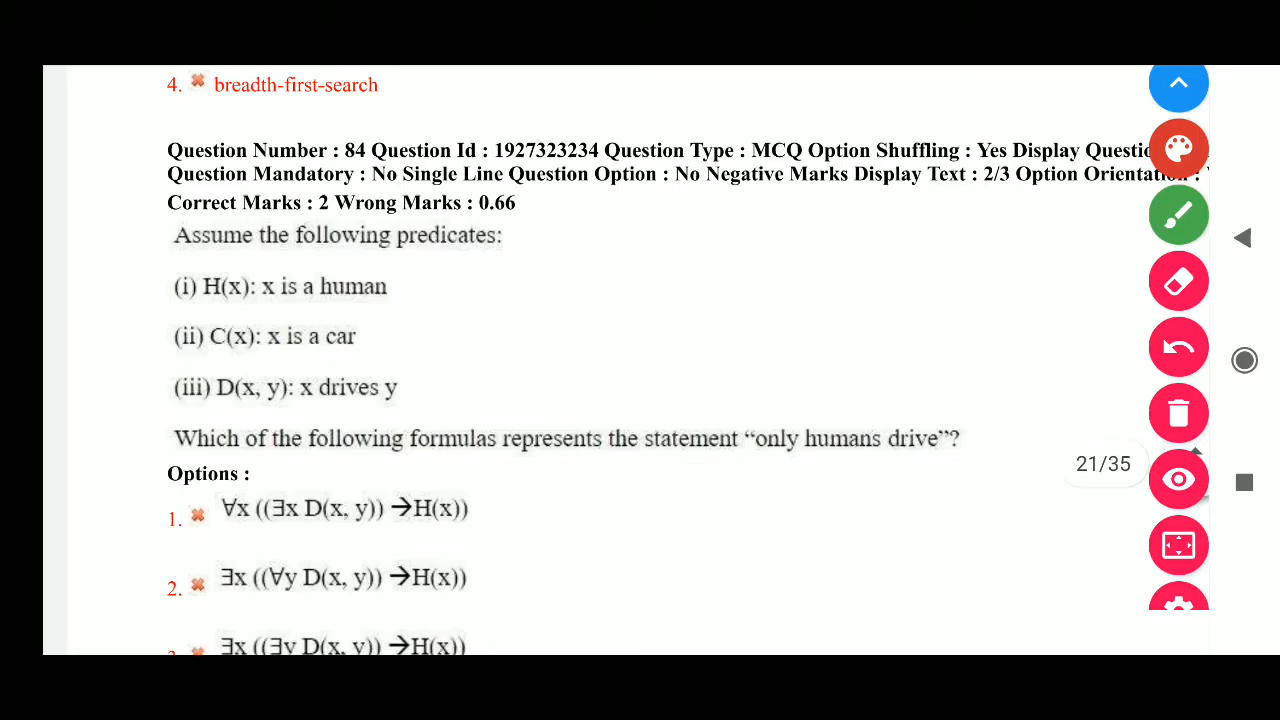 4. ✖ breadth-first-search
Question Number : 84 Question Id : 1927323234 Question Type : MCQ Option Shuffling : Yes Display Questio
Question Mandatory : No Single Line Question Option : No Negative Marks Display Text : 2/3 Option Orientation :
Correct Marks : 2 Wrong Marks : 0.66
Assume the following predicates:
(i) H(x): x is a human
(ii) C(x): x is a car
(iii) D(x, y): x drives y
Which of the following formulas represents the statement “only humans drive”?
21/35
Options :
1. ✖ ∀x ((∃x D(x, y)) →H(x))
2. ✖ ∃x ((∀y D(x, y)) →H(x))
∃x ((∃y D(x, y)) →H(x))